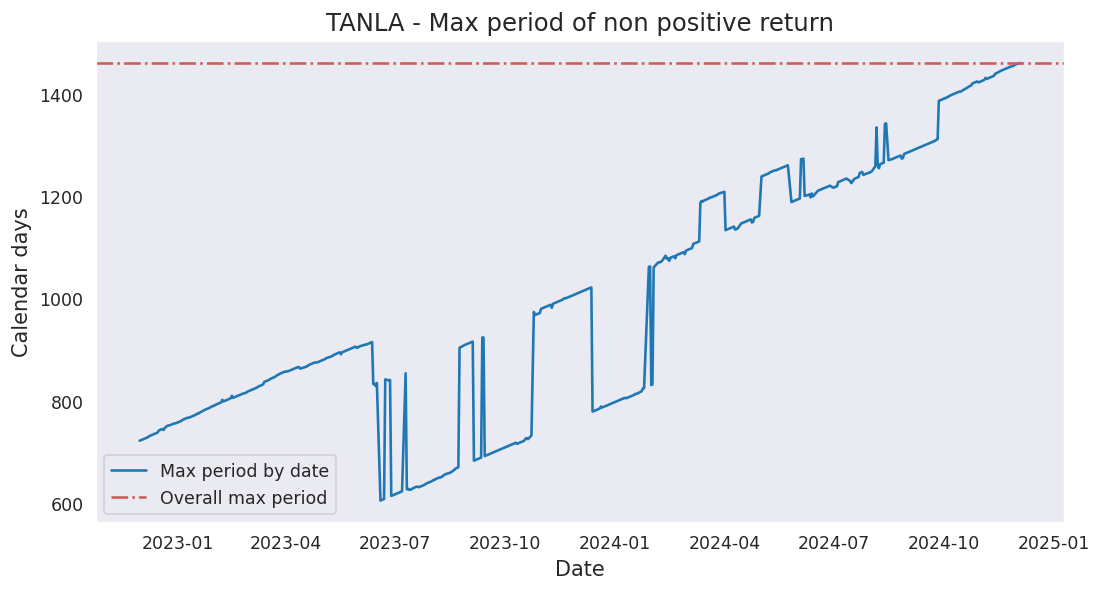 TANLA - Max period of non positive return
Calendar days
1400
1200
1000
800
600
Max period by date
Overall max period
2023-01
2023-04
2023-07
2023-10
2024-01
2024-04
2024-07
2024-10
2025-01
Date